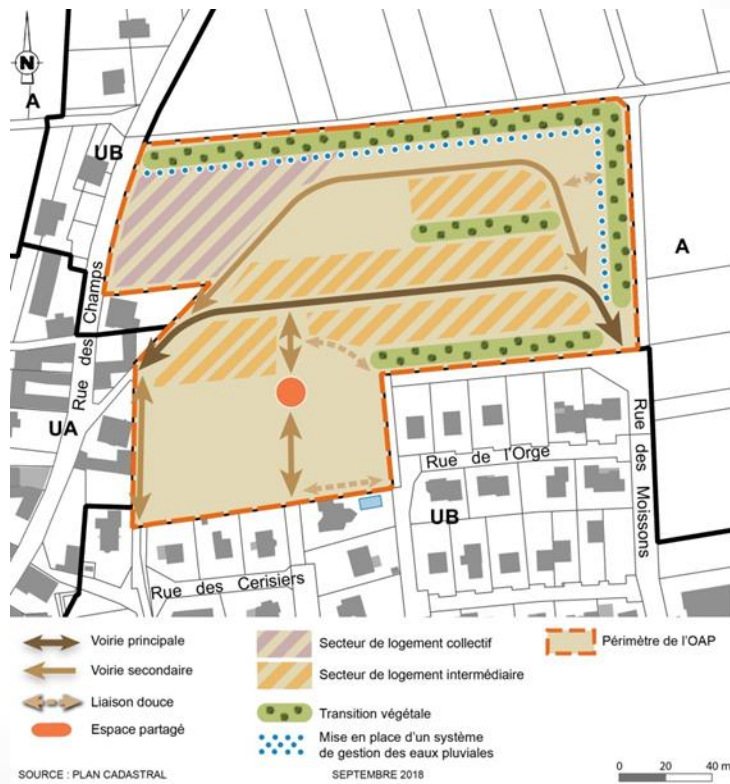 N
A
UB
A
Rue des Champs
UA
Rue de l'Orge
UB
Rue des Moissons
Rue des Cerisiers
Voirie principale
Voirie secondaire
Liaison douce
Espace partagé
Secteur de logement collectif
Secteur de logement intermédiaire
Transition végétale
Mise en place d'un système
de gestion des eaux pluviales
Périmètre de l'OAP
SOURCE : PLAN CADASTRAL
SEPTEMBRE 2018
0 20 40 m